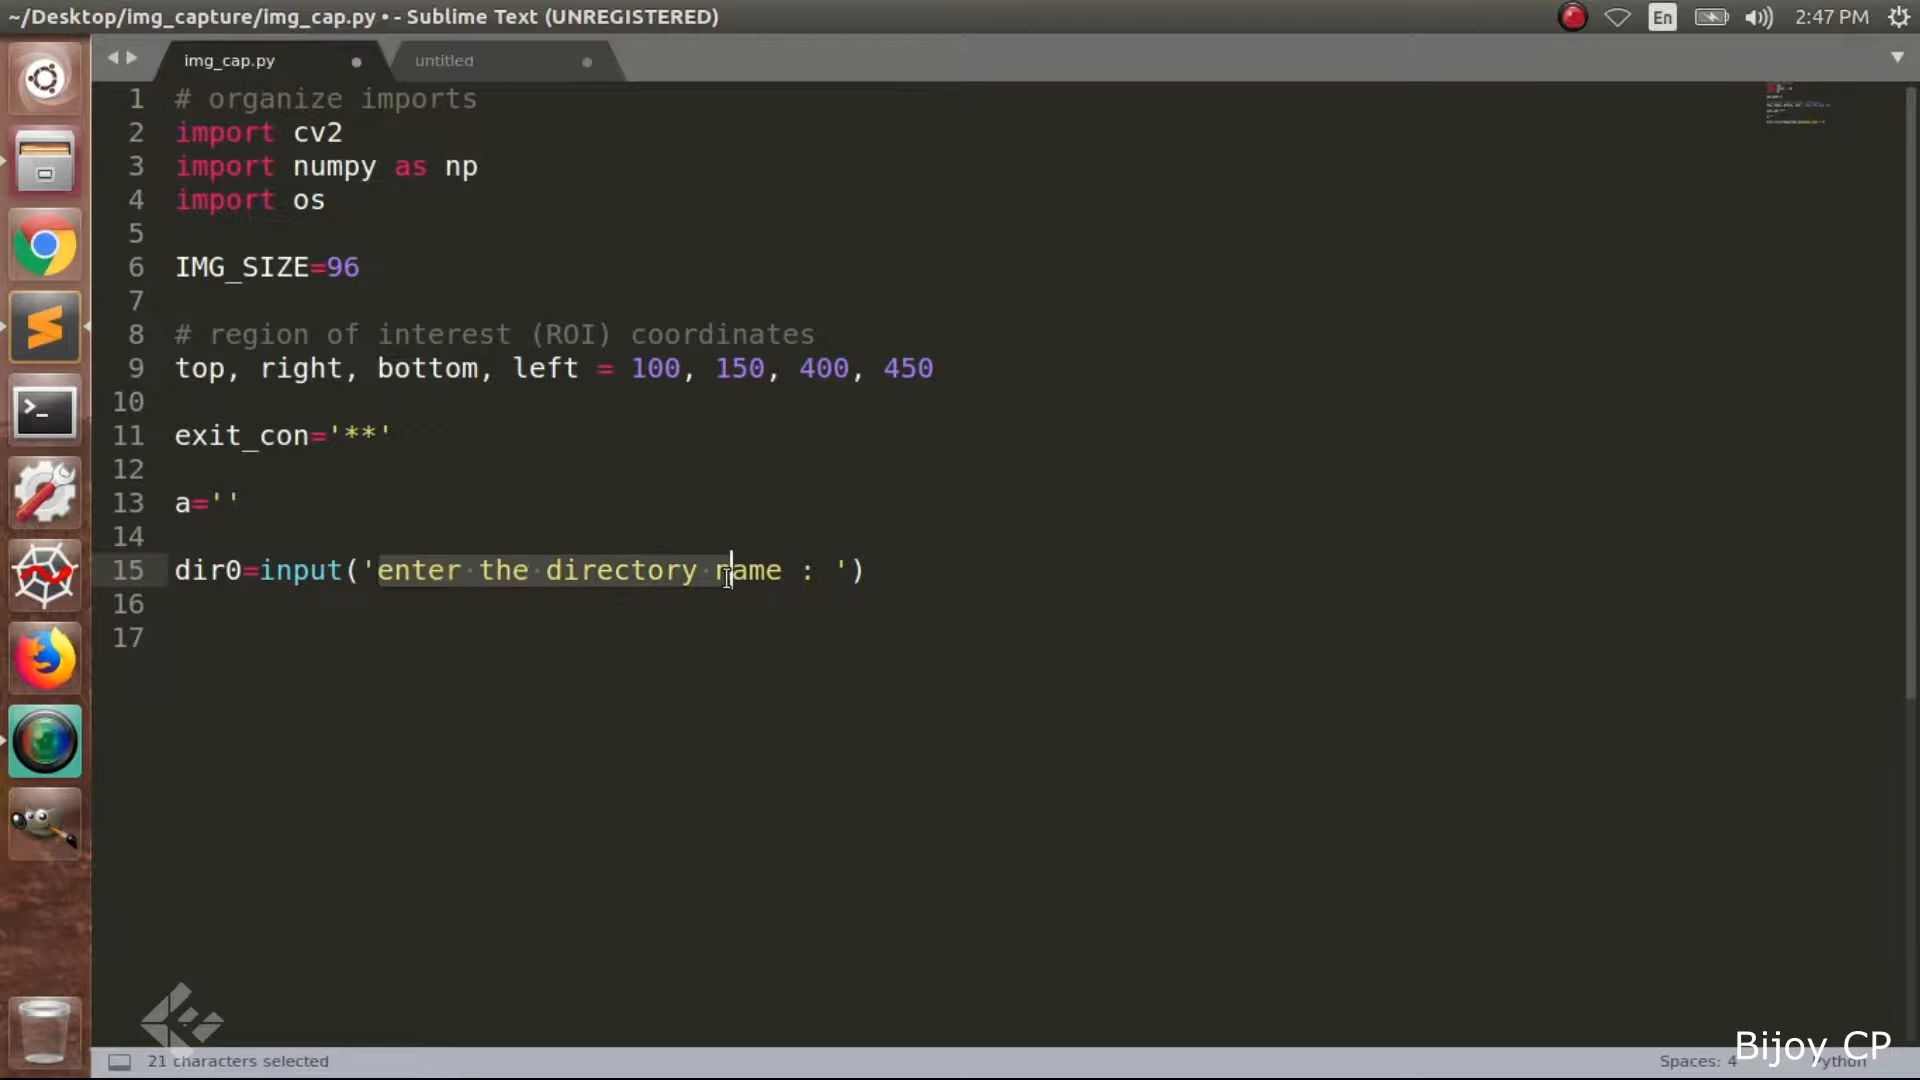 ~/Desktop/img_capture/img_cap.py • - Sublime Text (UNREGISTERED)
En
2:47 PM
img_cap.py
untitled
1 # organize imports
2 import cv2
3 import numpy as np
4 import os
5
6 IMG_SIZE=96
7
8 # region of interest (ROI) coordinates
9 top, right, bottom, left = 100, 150, 400, 450
10
11 exit_con='**'
12
13 a=''
14
15 dir0=input('enter the directory name : ')
16
17
21 characters selected
Spaces: 4
Python
Bijoy CP